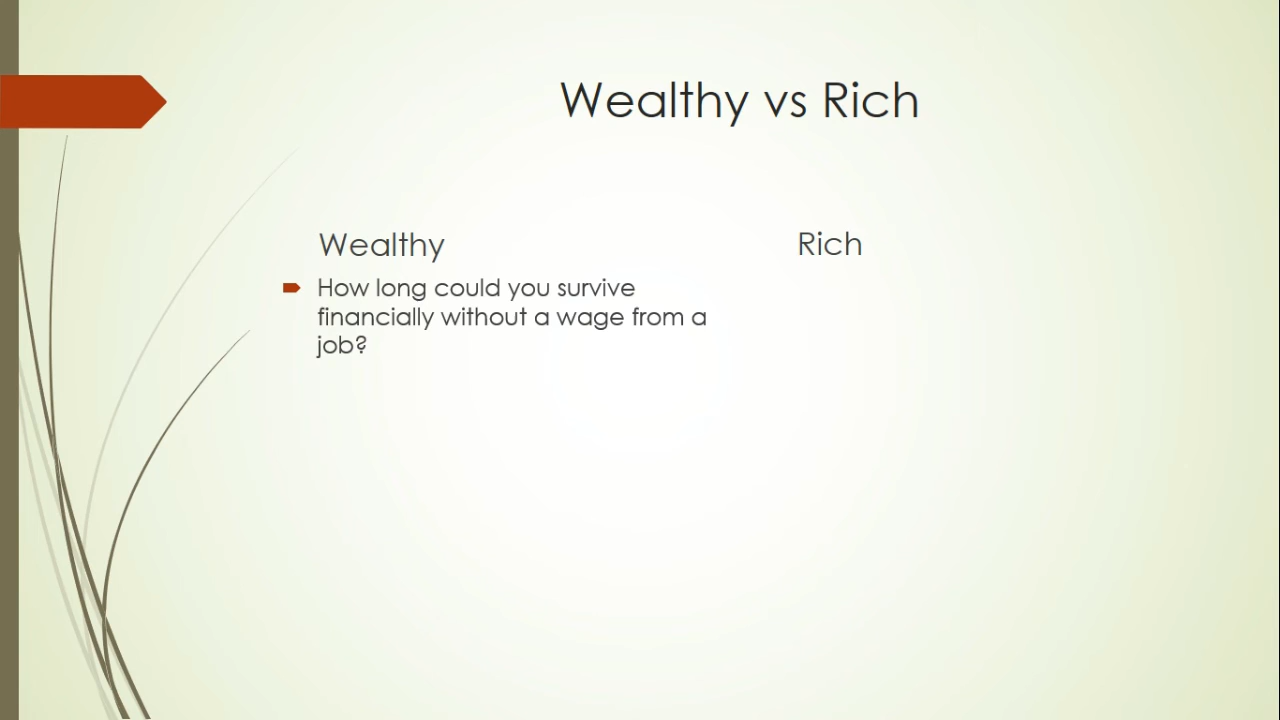 Wealthy vs Rich
Wealthy
How long could you survive
financially without a wage from a
job?
Rich